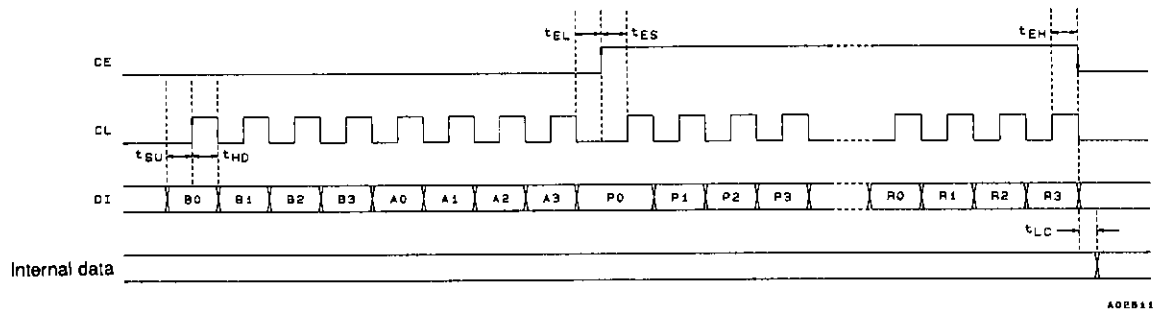 tEL tES tEH
CE
CL
tSU tHD
DI B0 B1 B2 B3 A0 A1 A2 A3 P0 P1 P2 P3 R0 R1 R2 R3
tLC
Internal data
A02511